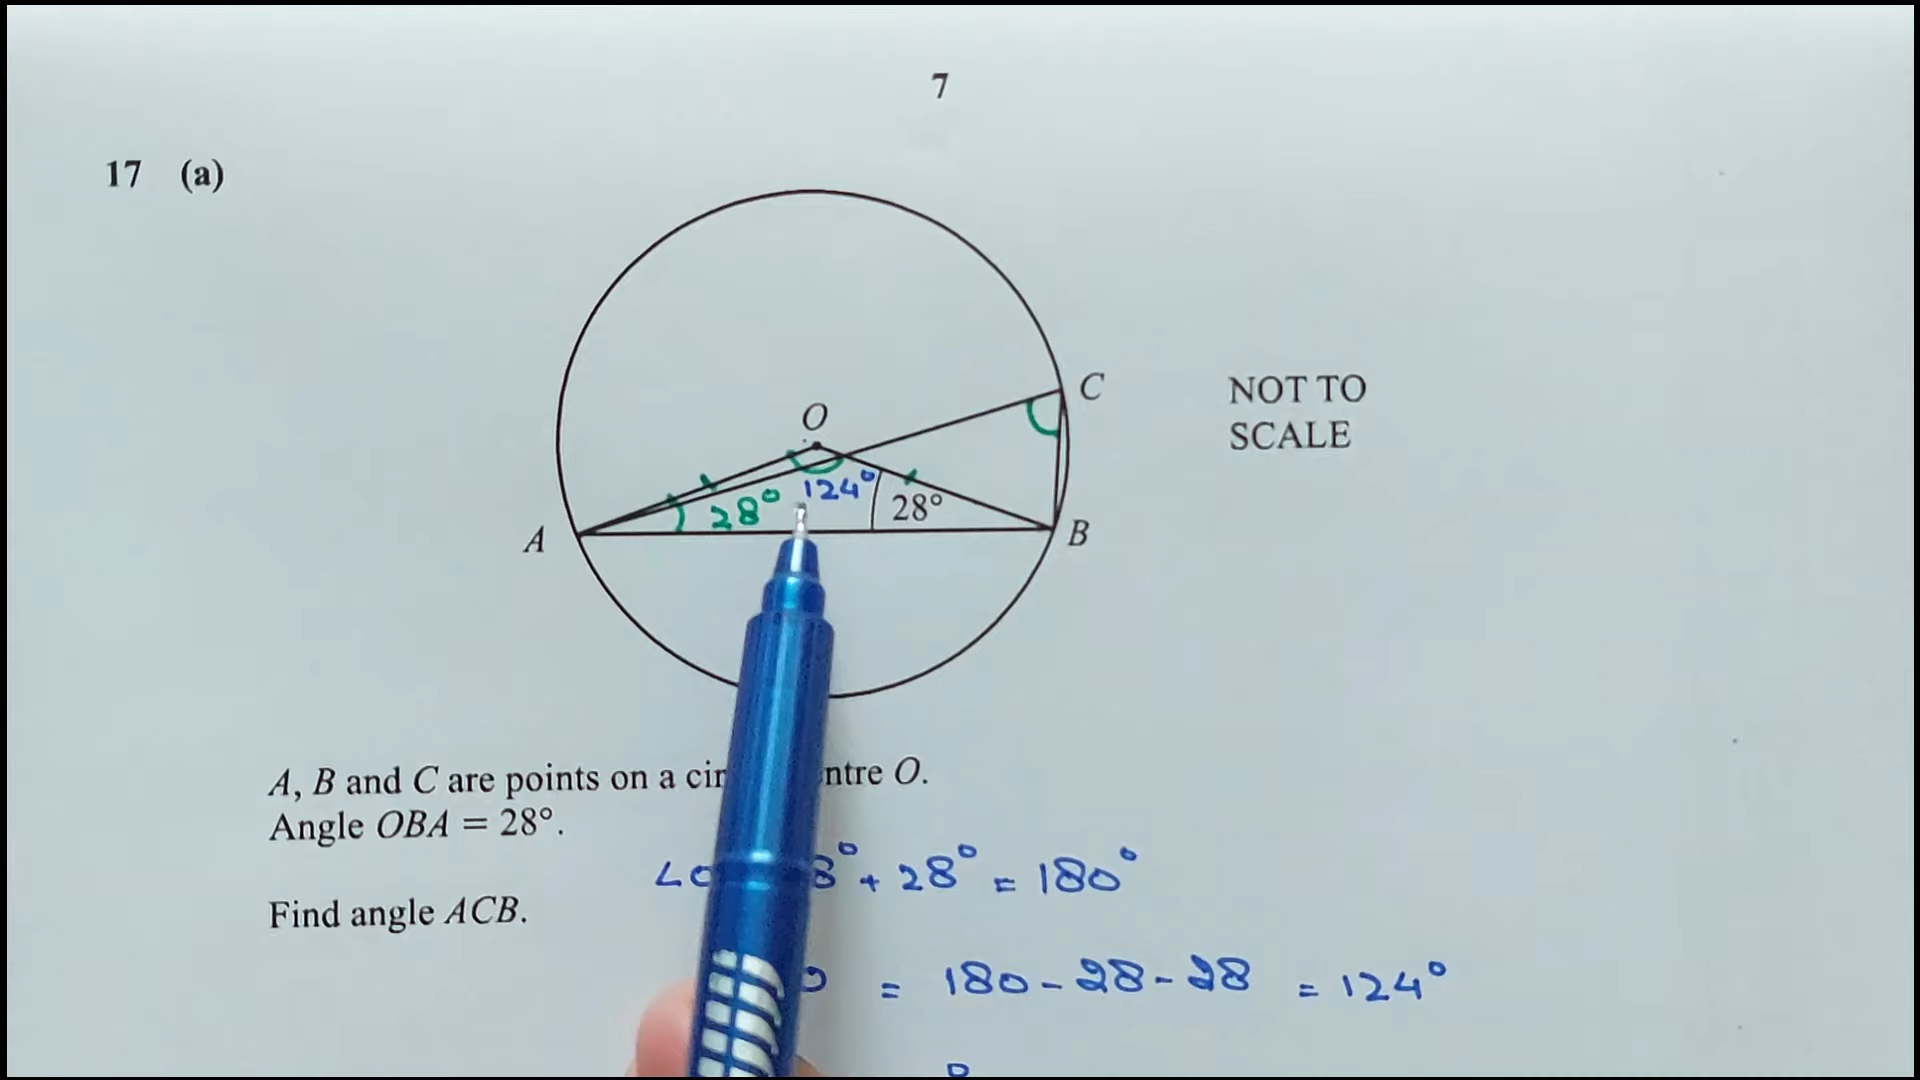 7
17 (a)
C
NOT TO
SCALE
O
28° 124° 28°
A
B
A, B and C are points on a ntre O.
Angle OBA = 28°.
8° + 28° = 180°
Find angle ACB.
= 180 - 28 - 28 = 124°